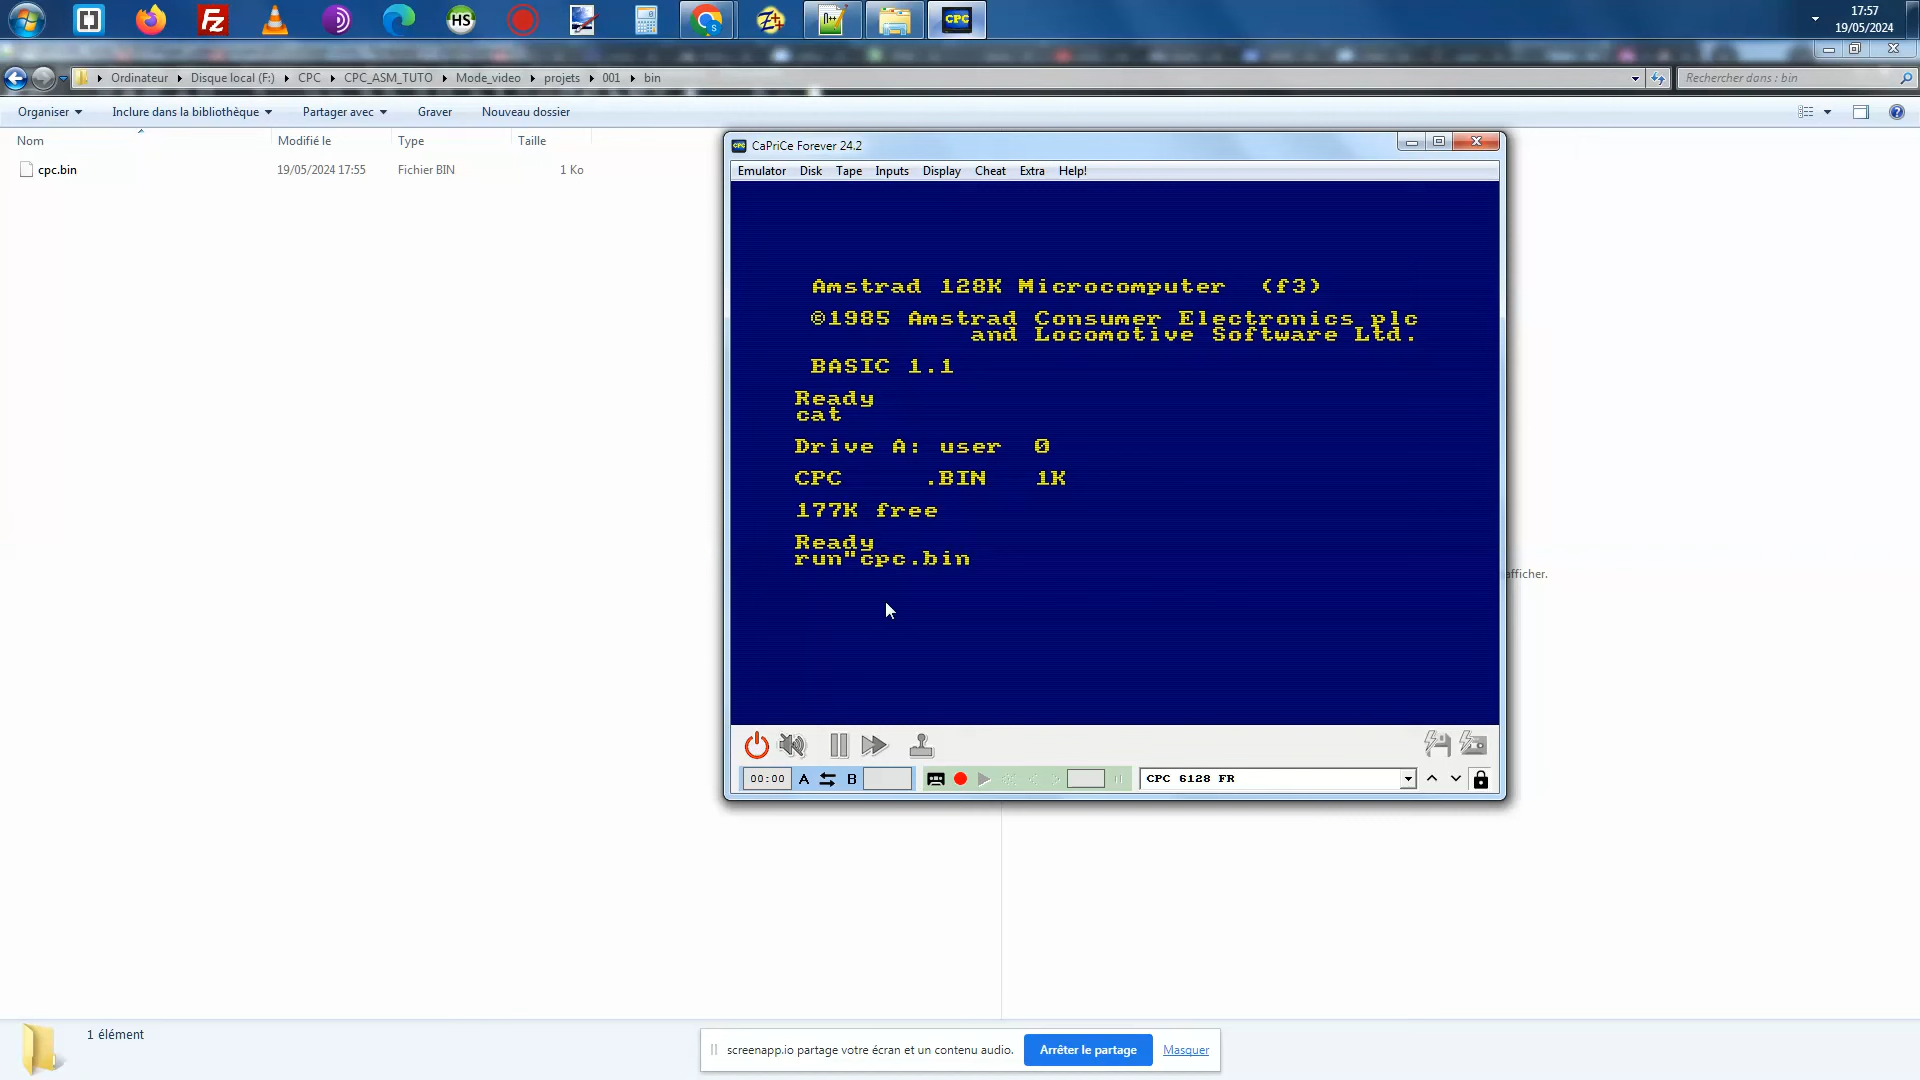 HS
CPC
17:57
19/05/2024
Ordinateur
Disque local (F:)
CPC
CPC_ASM_TUTO
Mode_video
projets
001
bin
Rechercher dans : bin
Organiser
Inclure dans la bibliothèque
Partager avec
Graver
Nouveau dossier
Nom
Modifié le
Type
Taille
cpc.bin
19/05/2024 17:55
Fichier BIN
1 Ko
CaPriCe Forever 24.2
Emulator
Disk
Tape
Inputs
Display
Cheat
Extra
Help!
Amstrad 128K Microcomputer (f3)
©1985 Amstrad Consumer Electronics plc
and Locomotive Software Ltd.
BASIC 1.1
Ready
cat
Drive A: user 0
CPC .BIN 1K
177K free
Ready
run"cpc.bin
afficher.
00:00
A
B
CPC 6128 FR
1 élément
screenapp.io partage votre écran et un contenu audio.
Arrêter le partage
Masquer